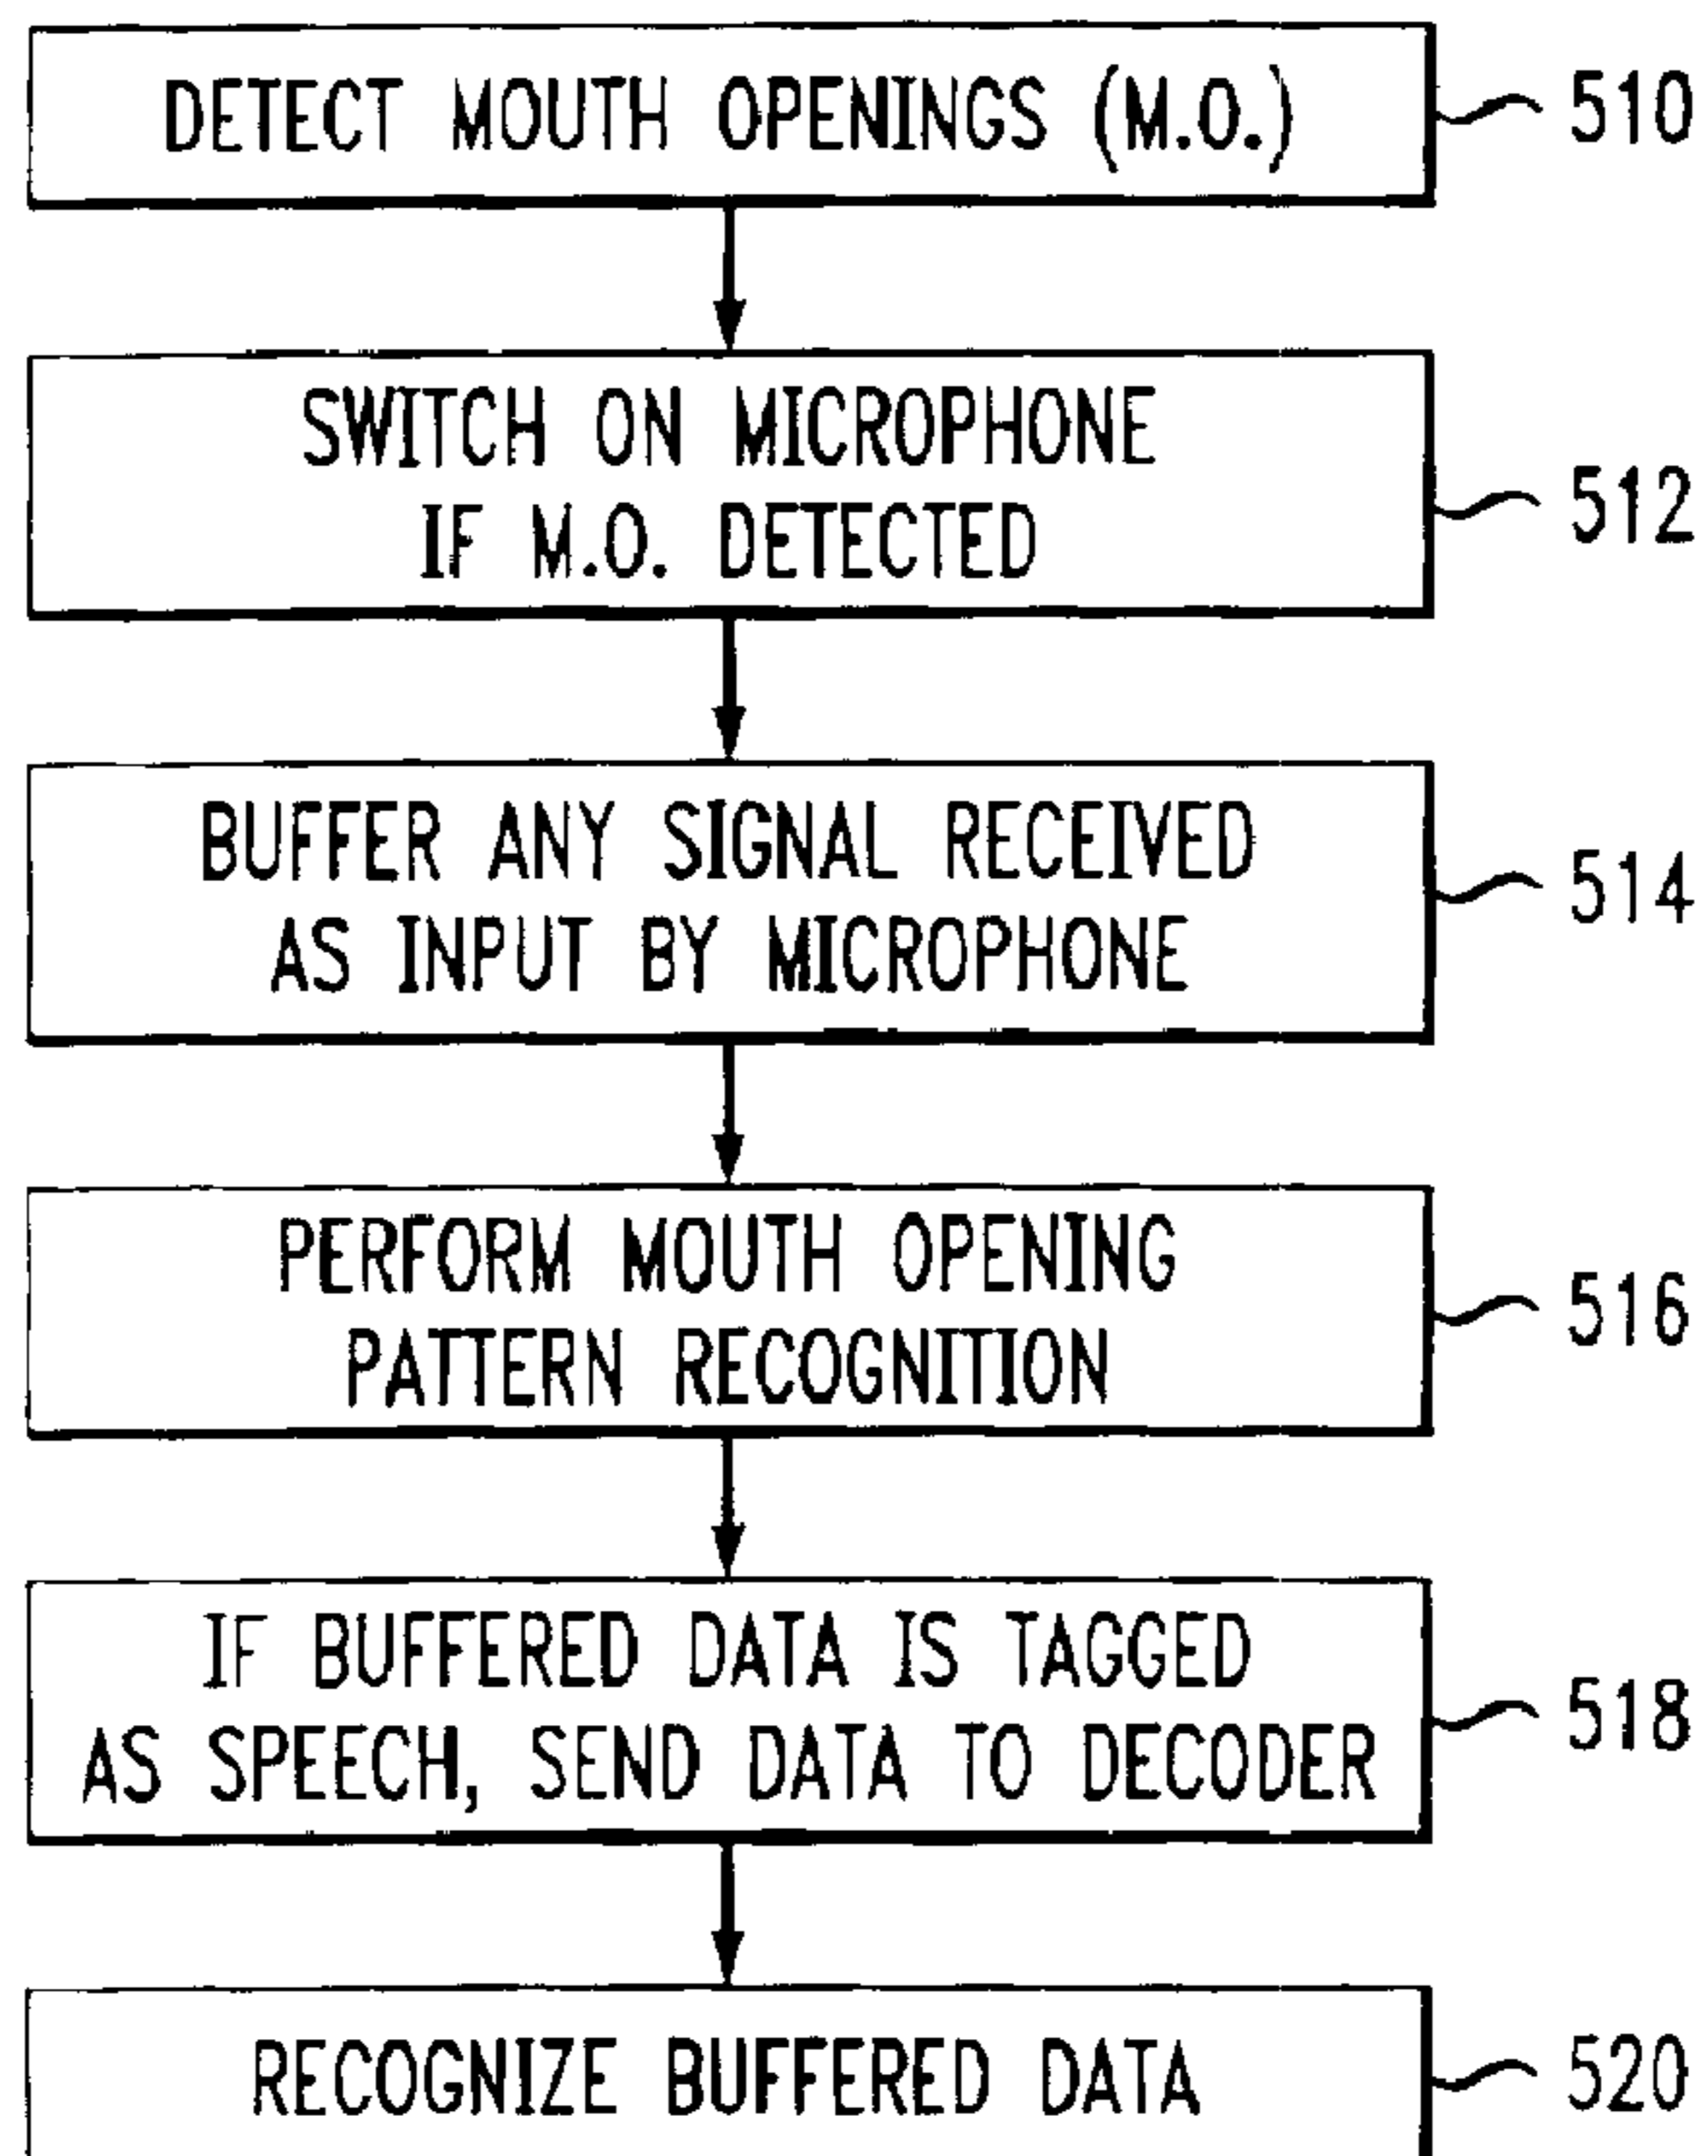 DETECT MOUTH OPENINGS (M.O.)
510
SWITCH ON MICROPHONE
IF M.O. DETECTED
512
BUFFER ANY SIGNAL RECEIVED
AS INPUT BY MICROPHONE
514
PERFORM MOUTH OPENING
PATTERN RECOGNITION
516
IF BUFFERED DATA IS TAGGED
AS SPEECH, SEND DATA TO DECODER
518
RECOGNIZE BUFFERED DATA
520